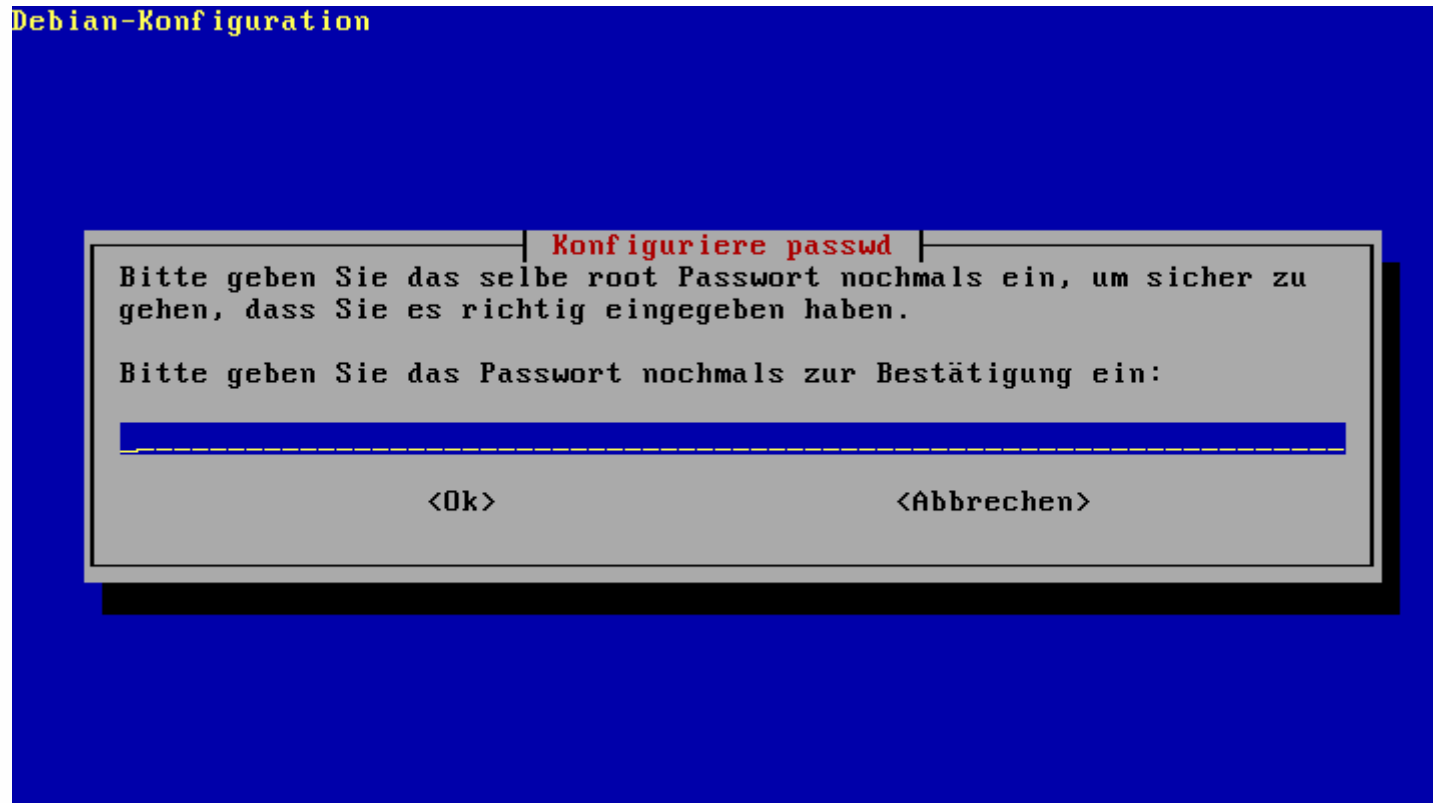 Debian-Konfiguration
Konfiguriere passwd
Bitte geben Sie das selbe root Passwort nochmals ein, um sicher zu
gehen, dass Sie es richtig eingegeben haben.
Bitte geben Sie das Passwort nochmals zur Bestätigung ein:
<Ok> <Abbrechen>